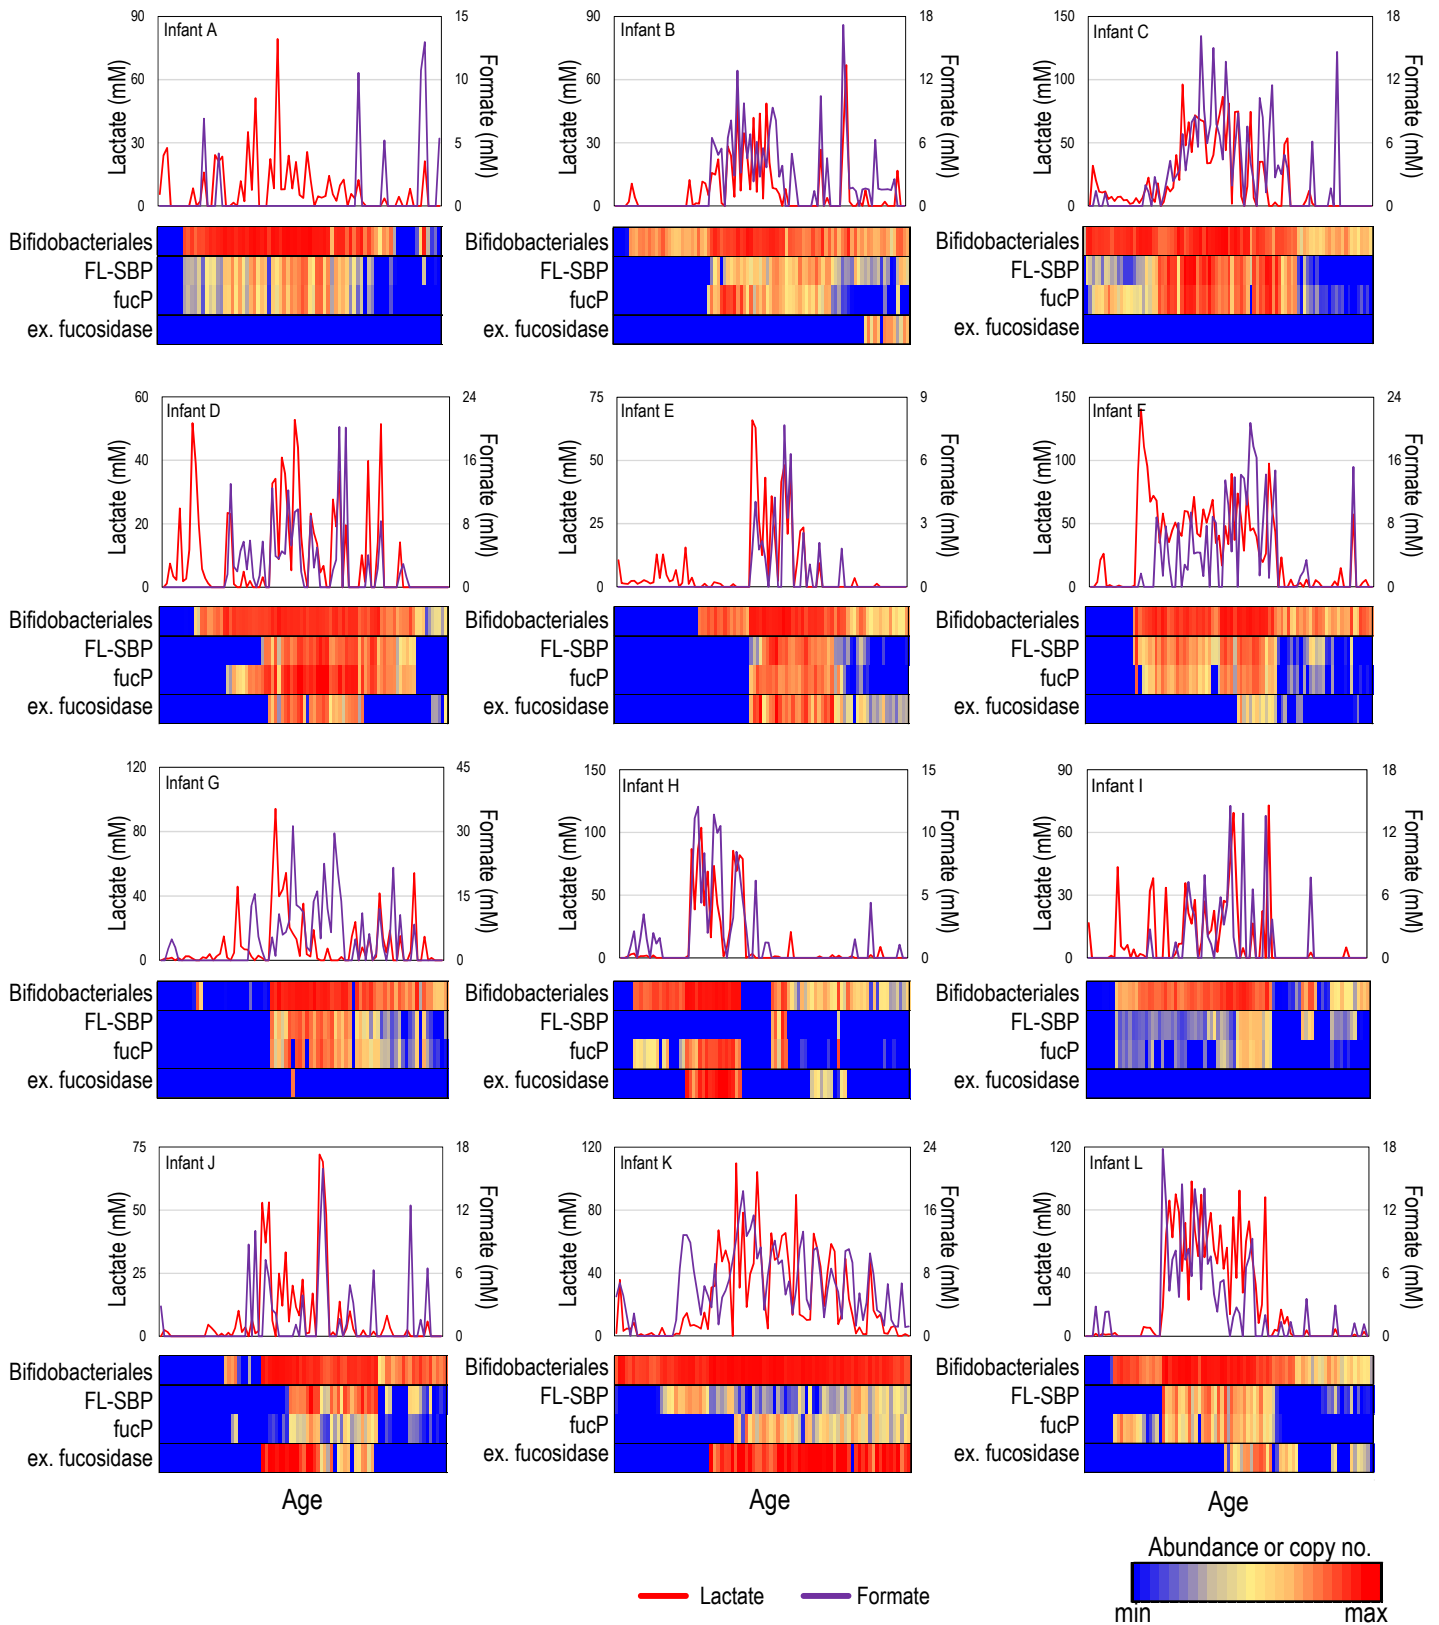 90 15 90 18 150 18
Infant A Infant B Infant C
60 10 60 12 100 12
30 5 30 6 50 6
0 0 0 0 0 0
Lactate (mM) Formate (mM) Lactate (mM) Formate (mM) Lactate (mM) Formate (mM)
Bifidobacteriales Bifidobacteriales Bifidobacteriales
FL-SBP FL-SBP FL-SBP
fucP fucP fucP
ex. fucosidase ex. fucosidase ex. fucosidase
60 24 75 9 150 24
Infant D Infant E Infant F
40 16 50 6 100 16
20 8 25 3 50 8
0 0 0 0 0 0
Lactate (mM) Formate (mM) Lactate (mM) Formate (mM) Lactate (mM) Formate (mM)
Bifidobacteriales Bifidobacteriales Bifidobacteriales
FL-SBP FL-SBP FL-SBP
fucP fucP fucP
ex. fucosidase ex. fucosidase ex. fucosidase
120 45 150 15 90 18
Infant G Infant H Infant I
80 30 100 10 60 12
40 15 50 5 30 6
0 0 0 0 0 0
Lactate (mM) Formate (mM) Lactate (mM) Formate (mM) Lactate (mM) Formate (mM)
Bifidobacteriales Bifidobacteriales Bifidobacteriales
FL-SBP FL-SBP FL-SBP
fucP fucP fucP
ex. fucosidase ex. fucosidase ex. fucosidase
75 18 120 24 120 18
Infant J Infant K Infant L
50 12 80 16 80 12
25 6 40 8 40 6
0 0 0 0 0 0
Lactate (mM) Formate (mM) Lactate (mM) Formate (mM) Lactate (mM) Formate (mM)
Bifidobacteriales Bifidobacteriales Bifidobacteriales
FL-SBP FL-SBP FL-SBP
fucP fucP fucP
ex. fucosidase ex. fucosidase ex. fucosidase
Age Age Age
Abundance or copy no.
Lactate Formate
min max